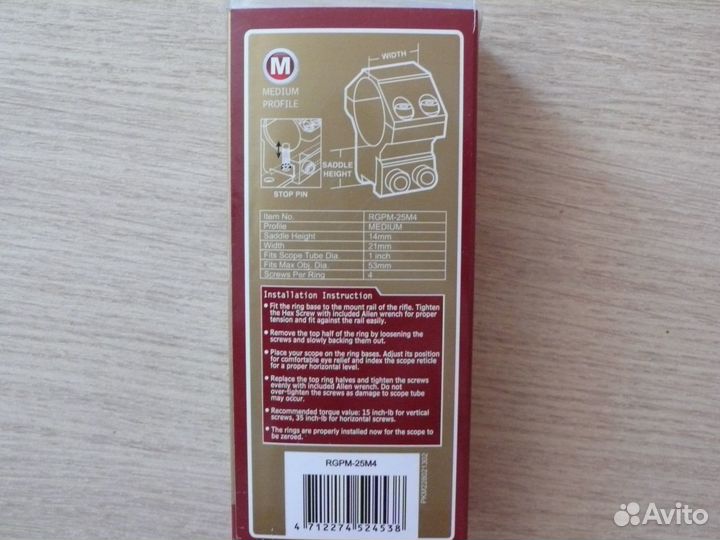 M
MEDIUM
PROFILE
WIDTH
SADDLE
HEIGHT
STOP PIN
Item No. RGPM-25M4
Profile MEDIUM
Saddle Height 14mm
Width 21mm
Fits Scope Tube Dia. 1 inch
Fits Max Obj. Dia. 53mm
Screws Per Ring 4
Installation Instruction
• Fit the ring base to the mount rail of the rifle. Tighten
the Hex Screw with included Allen wrench for proper
tension and fit against the rail easily.
• Remove the top half of the ring by loosening the
screws and slowly backing them out.
• Place your scope on the ring bases. Adjust its position
for comfortable eye relief and index the scope reticle
for a proper horizontal level.
• Replace the top ring halves and tighten the screws
evenly with included Allen wrench. Do not
over-tighten the screws as damage to scope tube
may occur.
• Recommended torque value: 15 inch-lb for vertical
screws, 35 inch-lb for horizontal screws.
• The rings are properly installed now for the scope to
be zeroed.
RGPM-25M4
4 712274 524538
PKM228021302
Avito